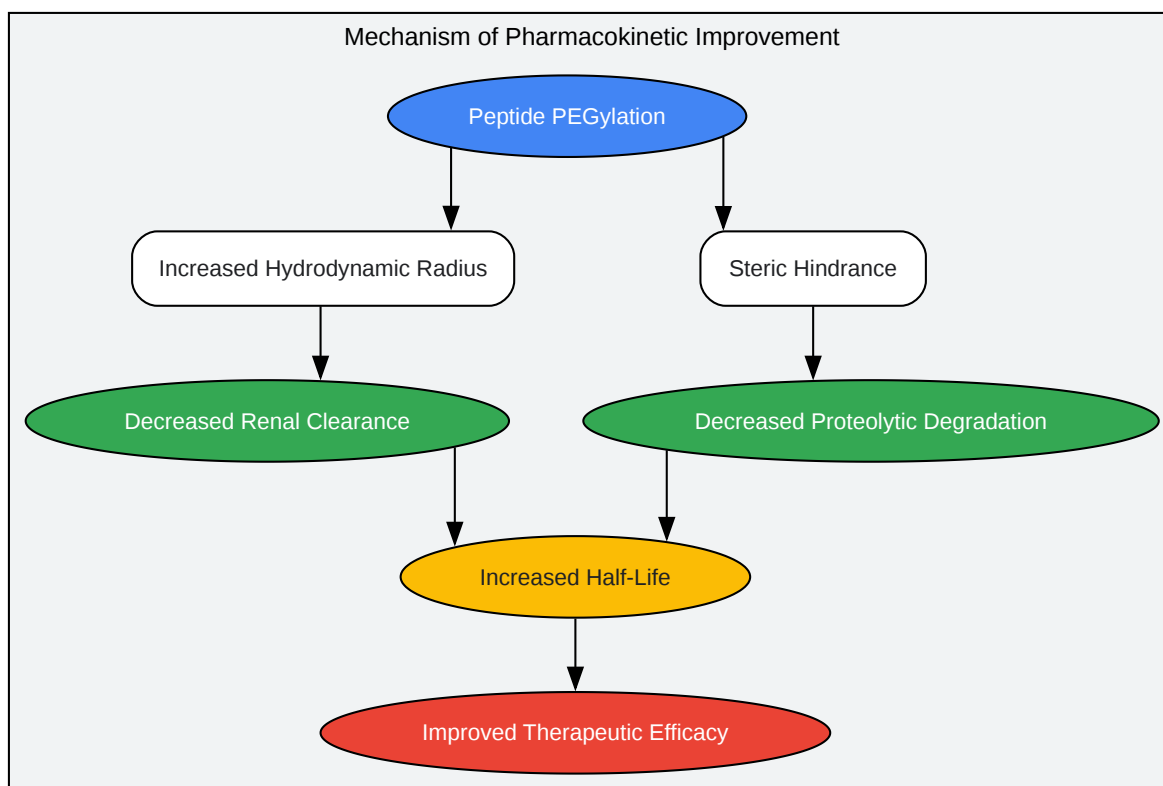 Mechanism of Pharmacokinetic Improvement
Peptide PEGylation
Increased Hydrodynamic Radius
Steric Hindrance
Decreased Renal Clearance
Decreased Proteolytic Degradation
Increased Half-Life
Improved Therapeutic Efficacy